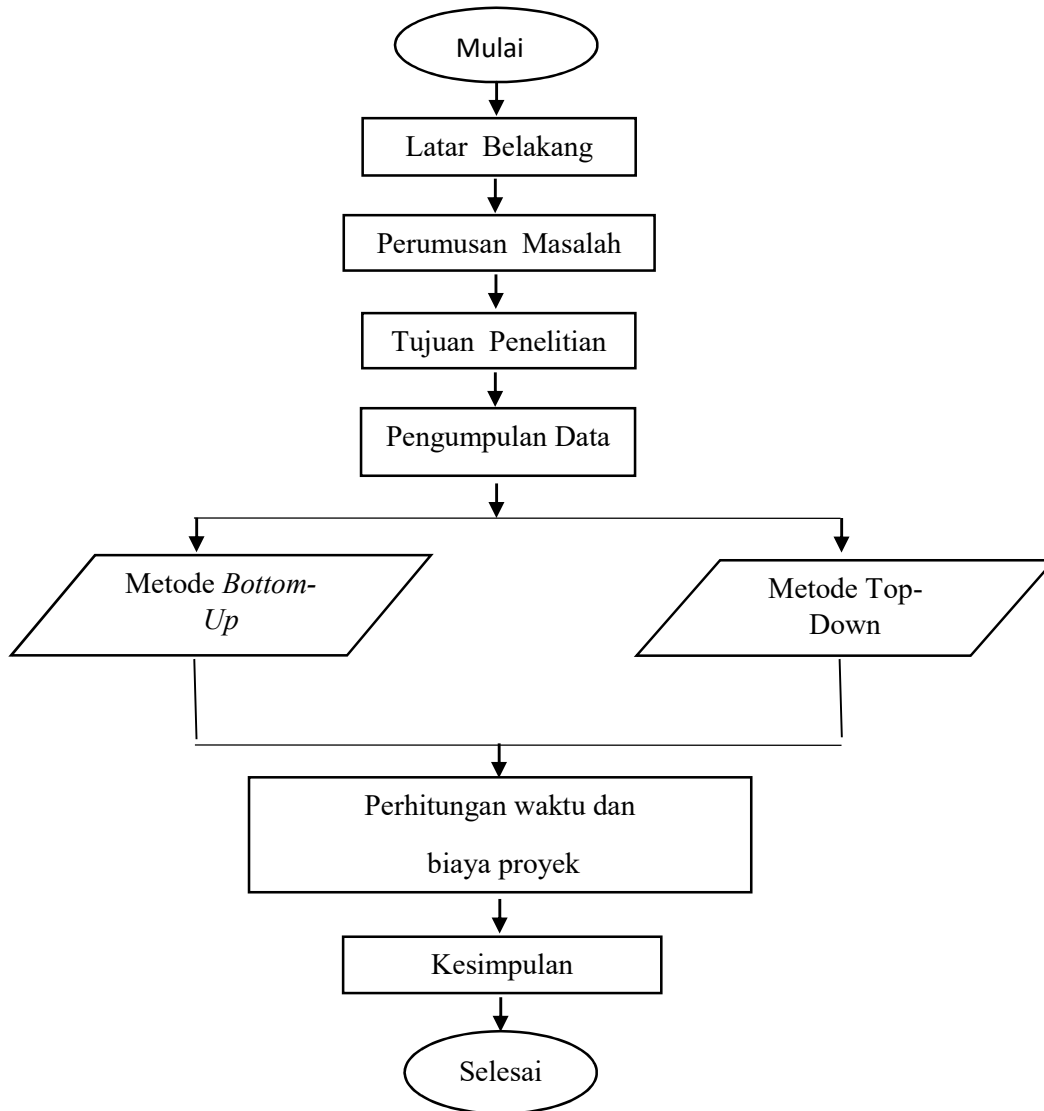 Mulai
Latar Belakang
Perumusan Masalah
Tujuan Penelitian
Pengumpulan Data
Metode Bottom-
Up
Metode Top-
Down
Perhitungan waktu dan
biaya proyek
Kesimpulan
Selesai